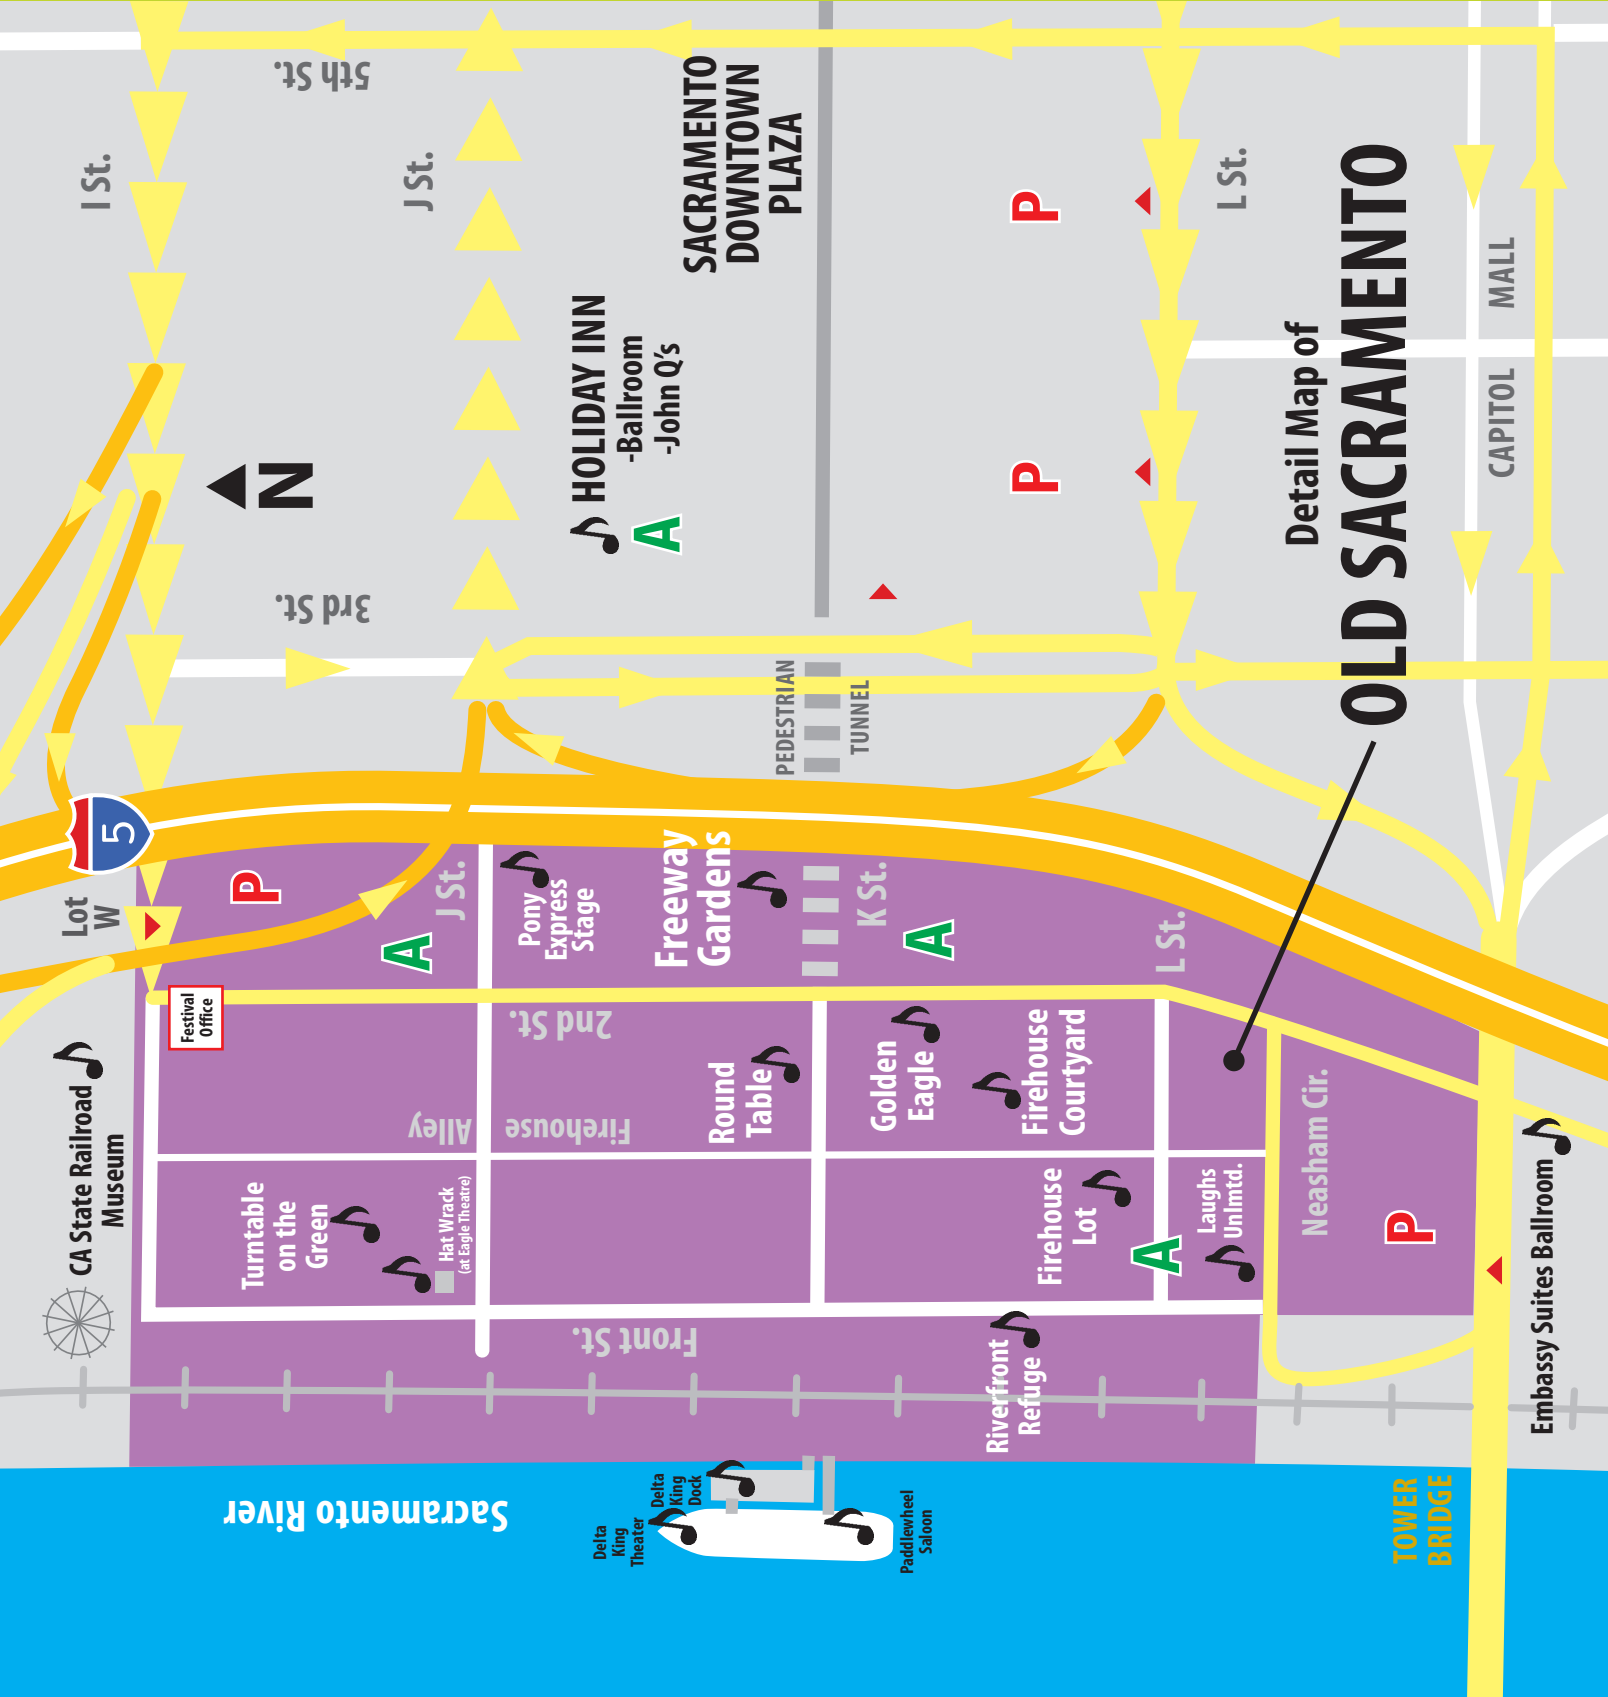 I St.
5th St.
J St.
SACRAMENTO
DOWNTOWN
PLAZA
P
L St.
HOLIDAY INN
-Ballroom
-John Q's
A
N
3rd St.
P
Detail Map of
OLD SACRAMENTO
CAPITOL MALL
PEDESTRIAN
TUNNEL
5
Lot
W
P
A
J St.
Pony
Express
Stage
Freeway
Gardens
K St.
A
L St.
Festival
Office
2nd St.
CA State Railroad
Museum
Firehouse Alley
Round
Table
Golden
Eagle
Firehouse
Courtyard
Neasham Cir.
Turntable
on the
Green
Hat Wrack
(at Eagle Theatre)
Firehouse
Lot
A
Laughs
Unlmtd.
P
Embassy Suites Ballroom
Front St.
Riverfront
Refuge
Sacramento River
Delta
King
Theater
Delta
King
Dock
Paddlewheel
Saloon
TOWER
BRIDGE